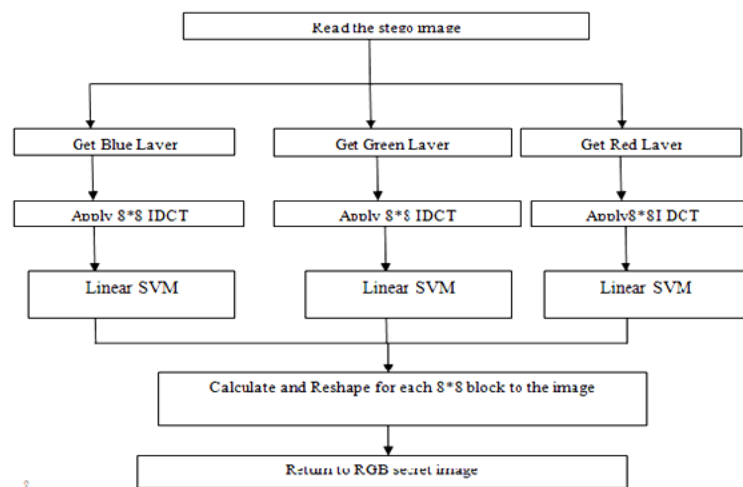 Read the stego image
Get Blue Layer
Get Green Layer
Get Red Layer
Apply 8*8 IDCT
Apply 8*8 IDCT
Apply8*8I DCT
Linear SVM
Linear SVM
Linear SVM
Calculate and Reshape for each 8*8 block to the image
Return to RGB secret image